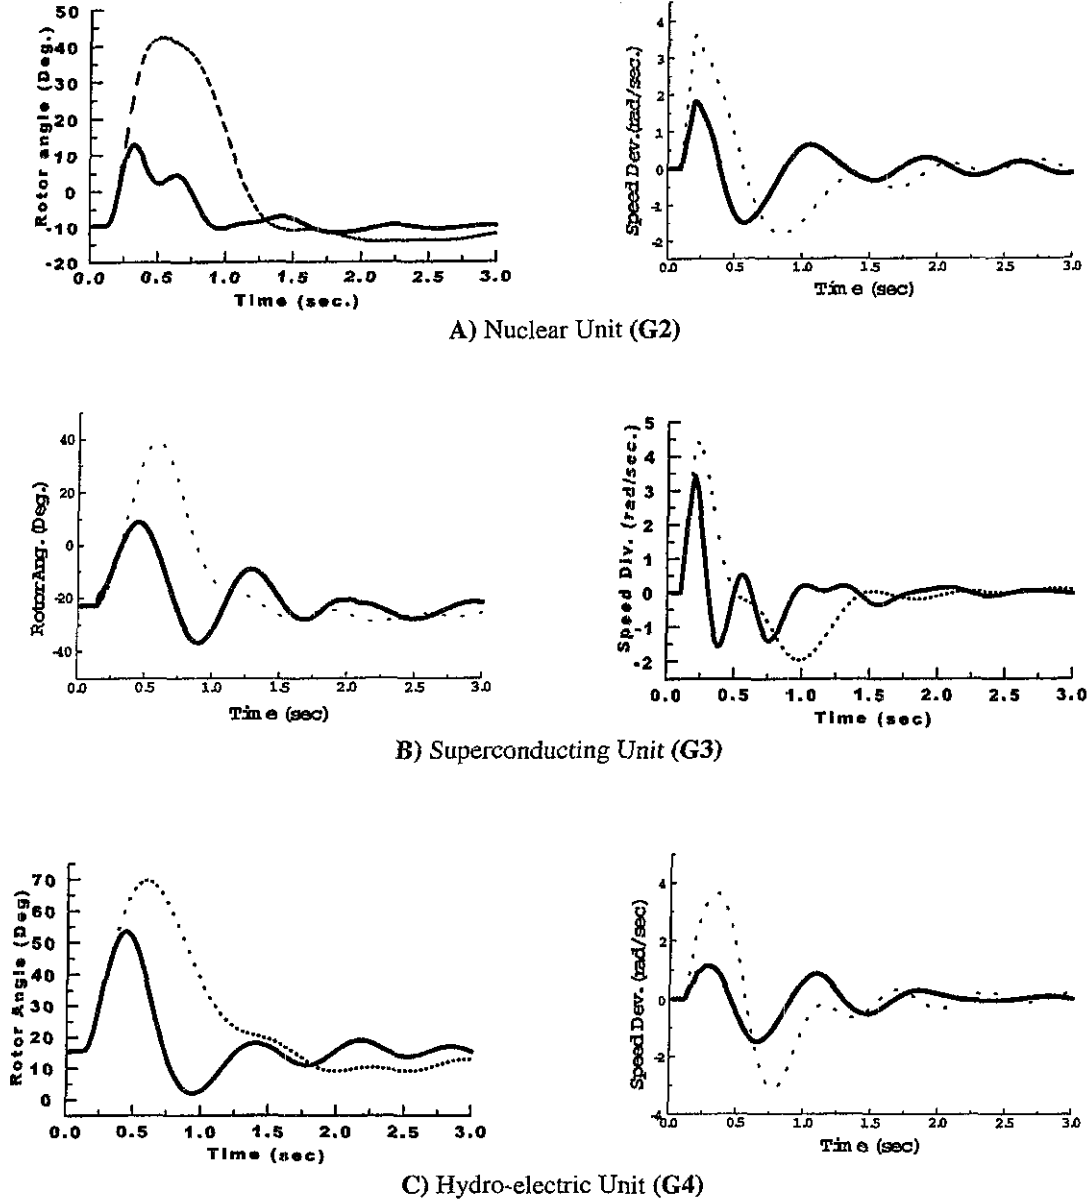 50
40
30
20
10
0
-10
-20
Rotor angle (Deg.)
0.0 0.5 1.0 1.5 2.0 2.5 3.0
Time (sec.)
4
3
2
1
0
-1
-2
Speed Dev.(rad/sec.)
0.0 0.5 1.0 1.5 2.0 2.5 3.0
Time (sec)
A) Nuclear Unit (G2)
40
20
0
-20
-40
Rotor Ang. (Deg.)
0.0 0.5 1.0 1.5 2.0 2.5 3.0
Time (sec)
5
4
3
2
1
0
-1
-2
Speed Div. (rad/sec.)
0.0 0.5 1.0 1.5 2.0 2.5 3.0
Time (sec)
B) Superconducting Unit (G3)
70
60
50
40
30
20
10
0
Rotor Angle (Deg)
0.0 0.5 1.0 1.5 2.0 2.5 3.0
Time (sec)
4
2
0
-2
-4
Speed Dev. (rad/sec)
0.0 0.5 1.0 1.5 2.0 2.5 3.0
Time (sec)
C) Hydro-electric Unit (G4)